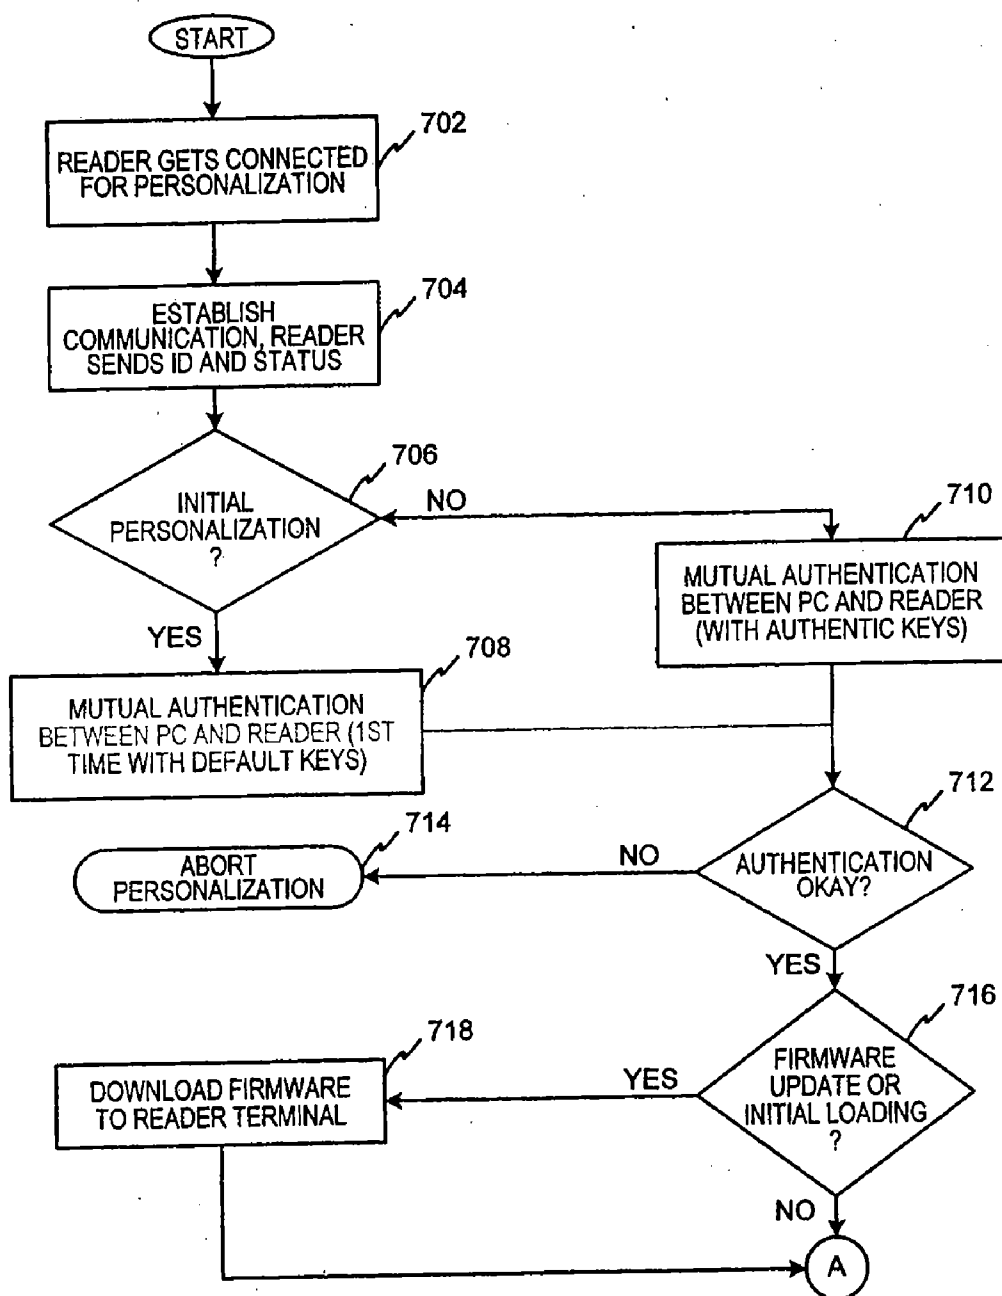 START
702
READER GETS CONNECTED
FOR PERSONALIZATION
704
ESTABLISH
COMMUNICATION, READER
SENDS ID AND STATUS
706
INITIAL
PERSONALIZATION
?
NO
710
MUTUAL AUTHENTICATION
BETWEEN PC AND READER
(WITH AUTHENTIC KEYS)
YES
708
MUTUAL AUTHENTICATION
BETWEEN PC AND READER (1ST
TIME WITH DEFAULT KEYS)
712
AUTHENTICATION
OKAY?
NO
714
ABORT
PERSONALIZATION
YES
716
FIRMWARE
UPDATE OR
INITIAL LOADING
?
YES
718
DOWNLOAD FIRMWARE
TO READER TERMINAL
NO
A